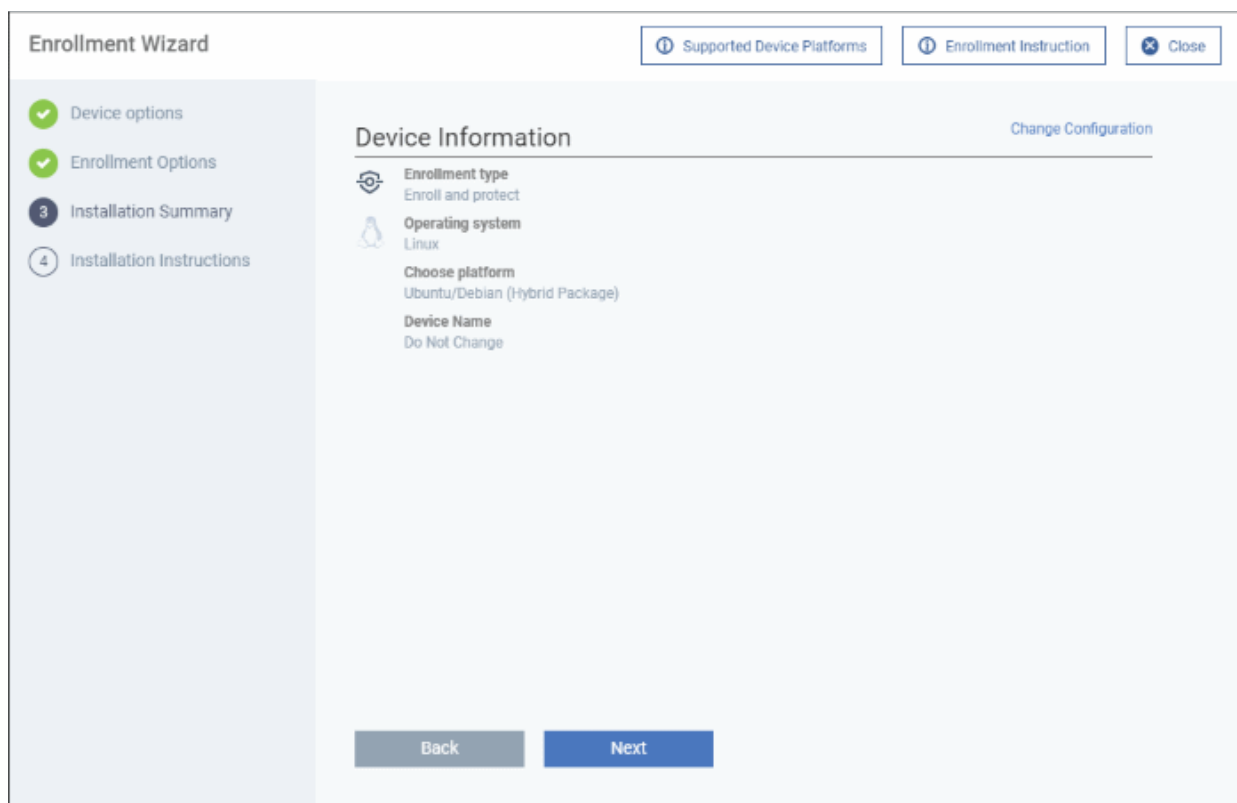 Enrollment Wizard
Supported Device Platforms
Enrollment Instruction
Close
Device options
Enrollment Options
3 Installation Summary
4 Installation Instructions
Device Information
Change Configuration
Enrollment type
Enroll and protect
Operating system
Linux
Choose platform
Ubuntu/Debian (Hybrid Package)
Device Name
Do Not Change
Back
Next